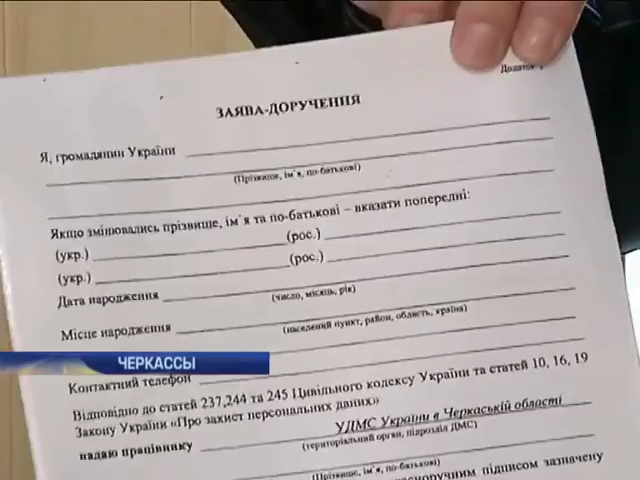 Додаток
ЗАЯВА-ДОРУЧЕННЯ
Я, громадянин України
(Прізвище, ім`я, по-батькові)
Якщо змінювались прізвище, ім`я та по-батькові – вказати попередні:
(укр.) (рос.)
(укр.) (рос.)
Дата народження
(число, місяць, рік)
Місце народження
(населений пункт, район, область, країна)
ЧЕРКАССЫ
Контактний телефон
Відповідно до статей 237,244 та 245 Цивільного кодексу України та статей 10, 16, 19
Закону України «Про захист персональних даних»
УДМС України в Черкаській області
надаю працівнику
(територіальний орган, підрозділ ДМС)
(Прізвище, ім`я, по-батькові)
підписом зазначену